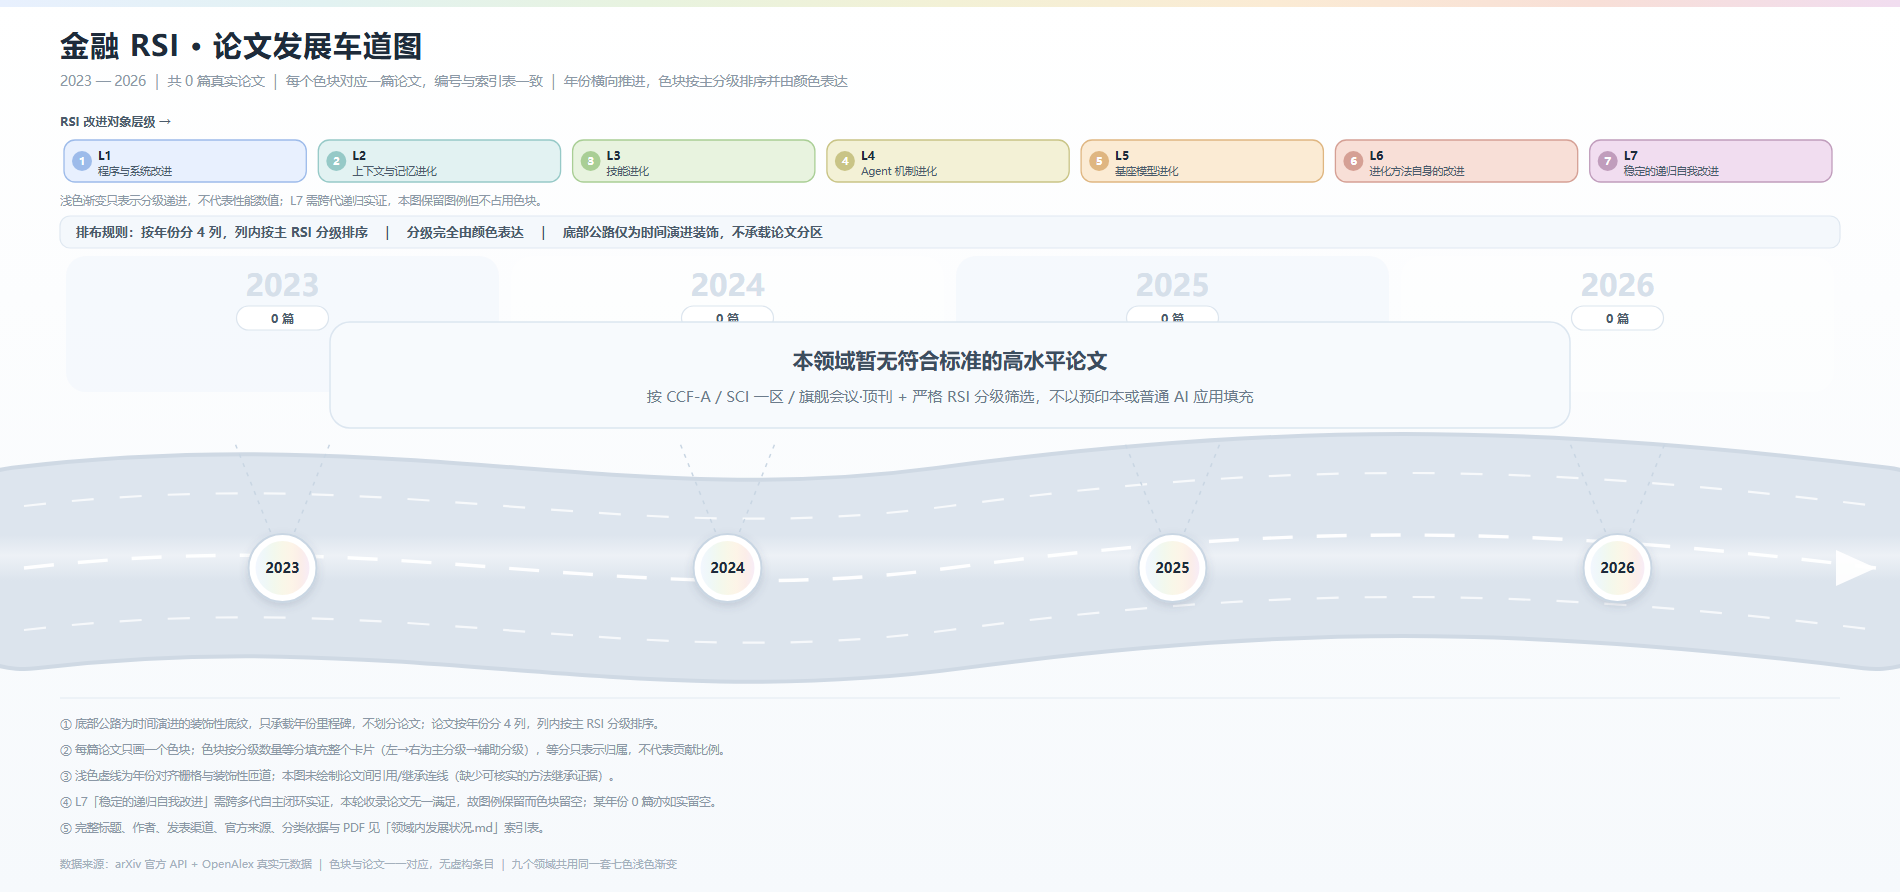 金融 RSI · 论文发展车道图
2023 — 2026 ｜ 共 0 篇真实论文 ｜ 每个色块对应一篇论文，编号与索引表一致 ｜ 年份横向推进，色块按主分级排序并由颜色表达
RSI 改进对象层级 →
1 L1 程序与系统改进
2 L2 上下文与记忆进化
3 L3 技能进化
4 L4 Agent 机制进化
5 L5 基座模型进化
6 L6 进化方法自身的改进
7 L7 稳定的递归自我改进
浅色渐变只表示分级递进，不代表性能数值；L7 需跨代递归实证，本图保留图例但不占用色块。
排布规则：按年份分 4 列，列内按主 RSI 分级排序 ｜ 分级完全由颜色表达 ｜ 底部公路仅为时间演进装饰，不承载论文分区
2023 2024 2025 2026
0 篇 0 篇 0 篇 0 篇
本领域暂无符合标准的高水平论文
按 CCF-A / SCI 一区 / 旗舰会议·顶刊 + 严格 RSI 分级筛选，不以预印本或普通 AI 应用填充
2023 2024 2025 2026
① 底部公路为时间演进的装饰性底纹，只承载年份里程碑，不划分论文；论文按年份分 4 列，列内按主 RSI 分级排序。
② 每篇论文只画一个色块；色块按分级数量等分填充整个卡片（左→右为主分级→辅助分级），等分只表示归属，不代表贡献比例。
③ 浅色虚线为年份对齐栅格与装饰性匝道；本图未绘制论文间引用/继承连线（缺少可核实的方法继承证据）。
④ L7「稳定的递归自我改进」需跨多代自主闭环实证，本轮收录论文无一满足，故图例保留而色块留空；某年份 0 篇亦如实留空。
⑤ 完整标题、作者、发表渠道、官方来源、分类依据与 PDF 见「领域内发展状况.md」索引表。
数据来源：arXiv 官方 API + OpenAlex 真实元数据 ｜ 色块与论文一一对应，无虚构条目 ｜ 九个领域共用同一套七色浅色渐变